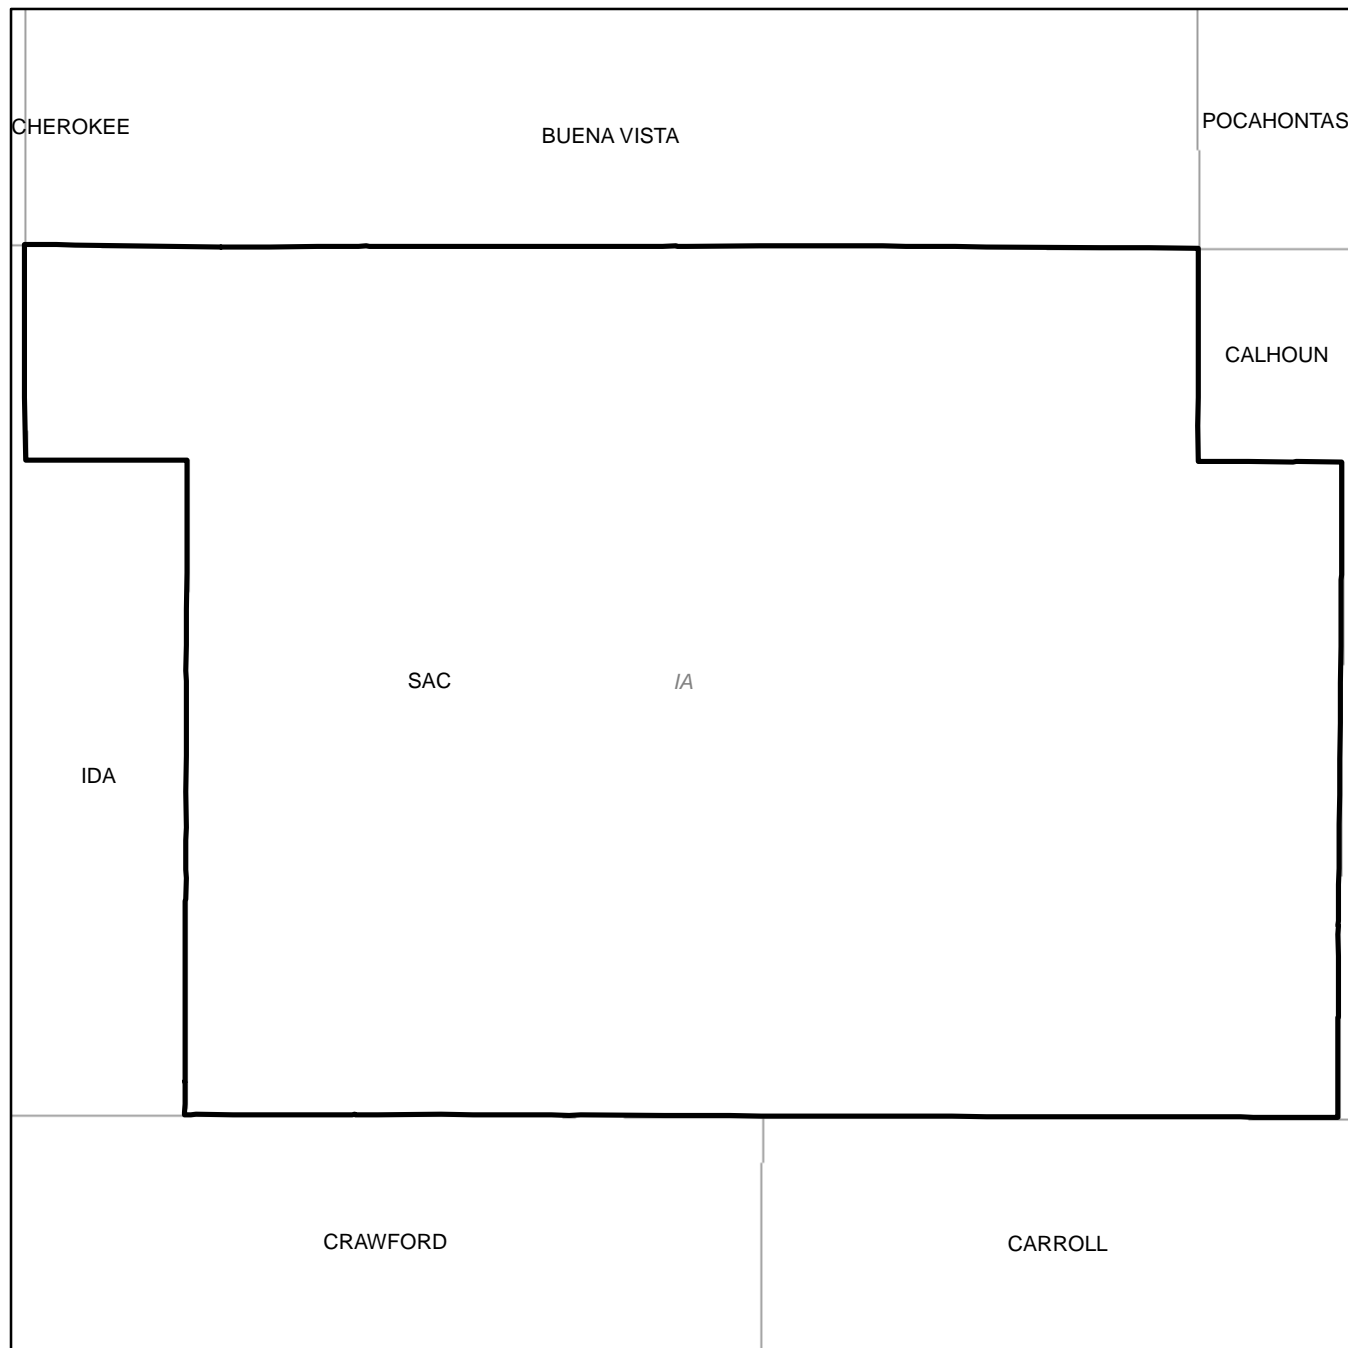 POCAHONTAS
CHEROKEE
BUENA VISTA
CALHOUN
SAC
IA
IDA
CRAWFORD
CARROLL